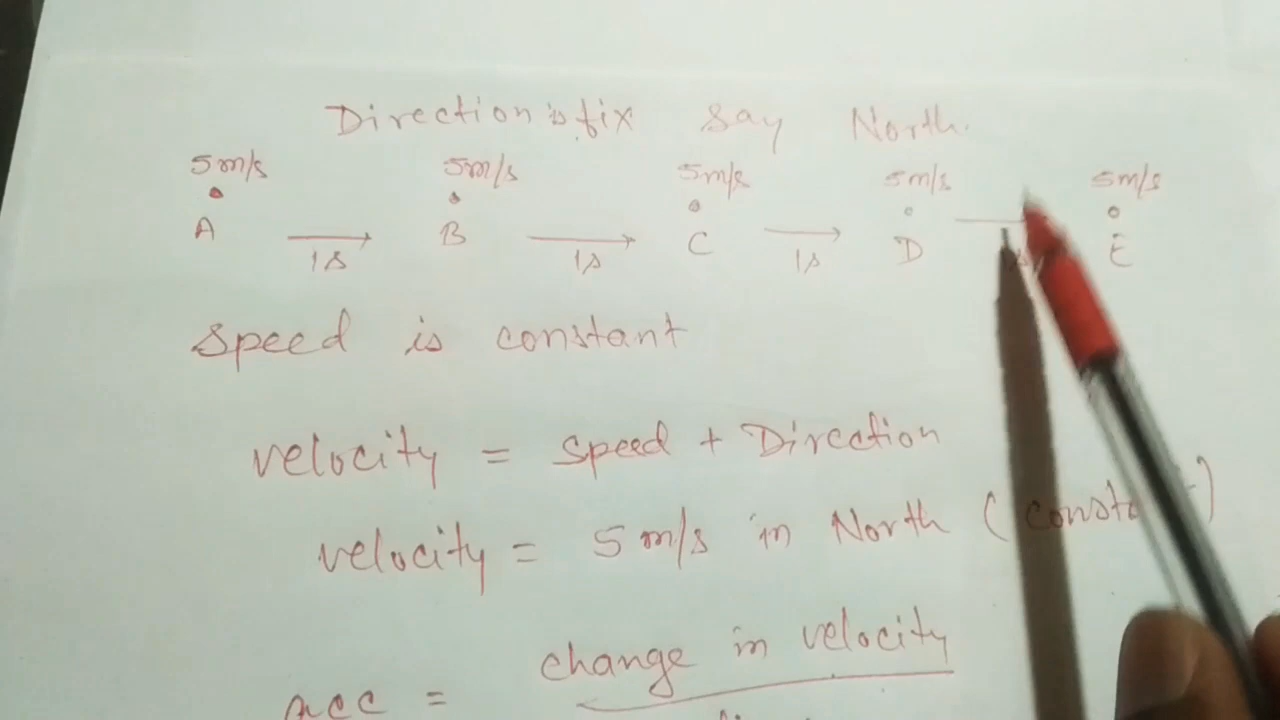 Direction is fix say North.
5m/s 5m/s 5m/s 5m/s 5m/s
A B C D E
1s 1s 1s
speed is constant
velocity = speed + Direction
velocity = 5 m/s in North (
change in velocity
acc =